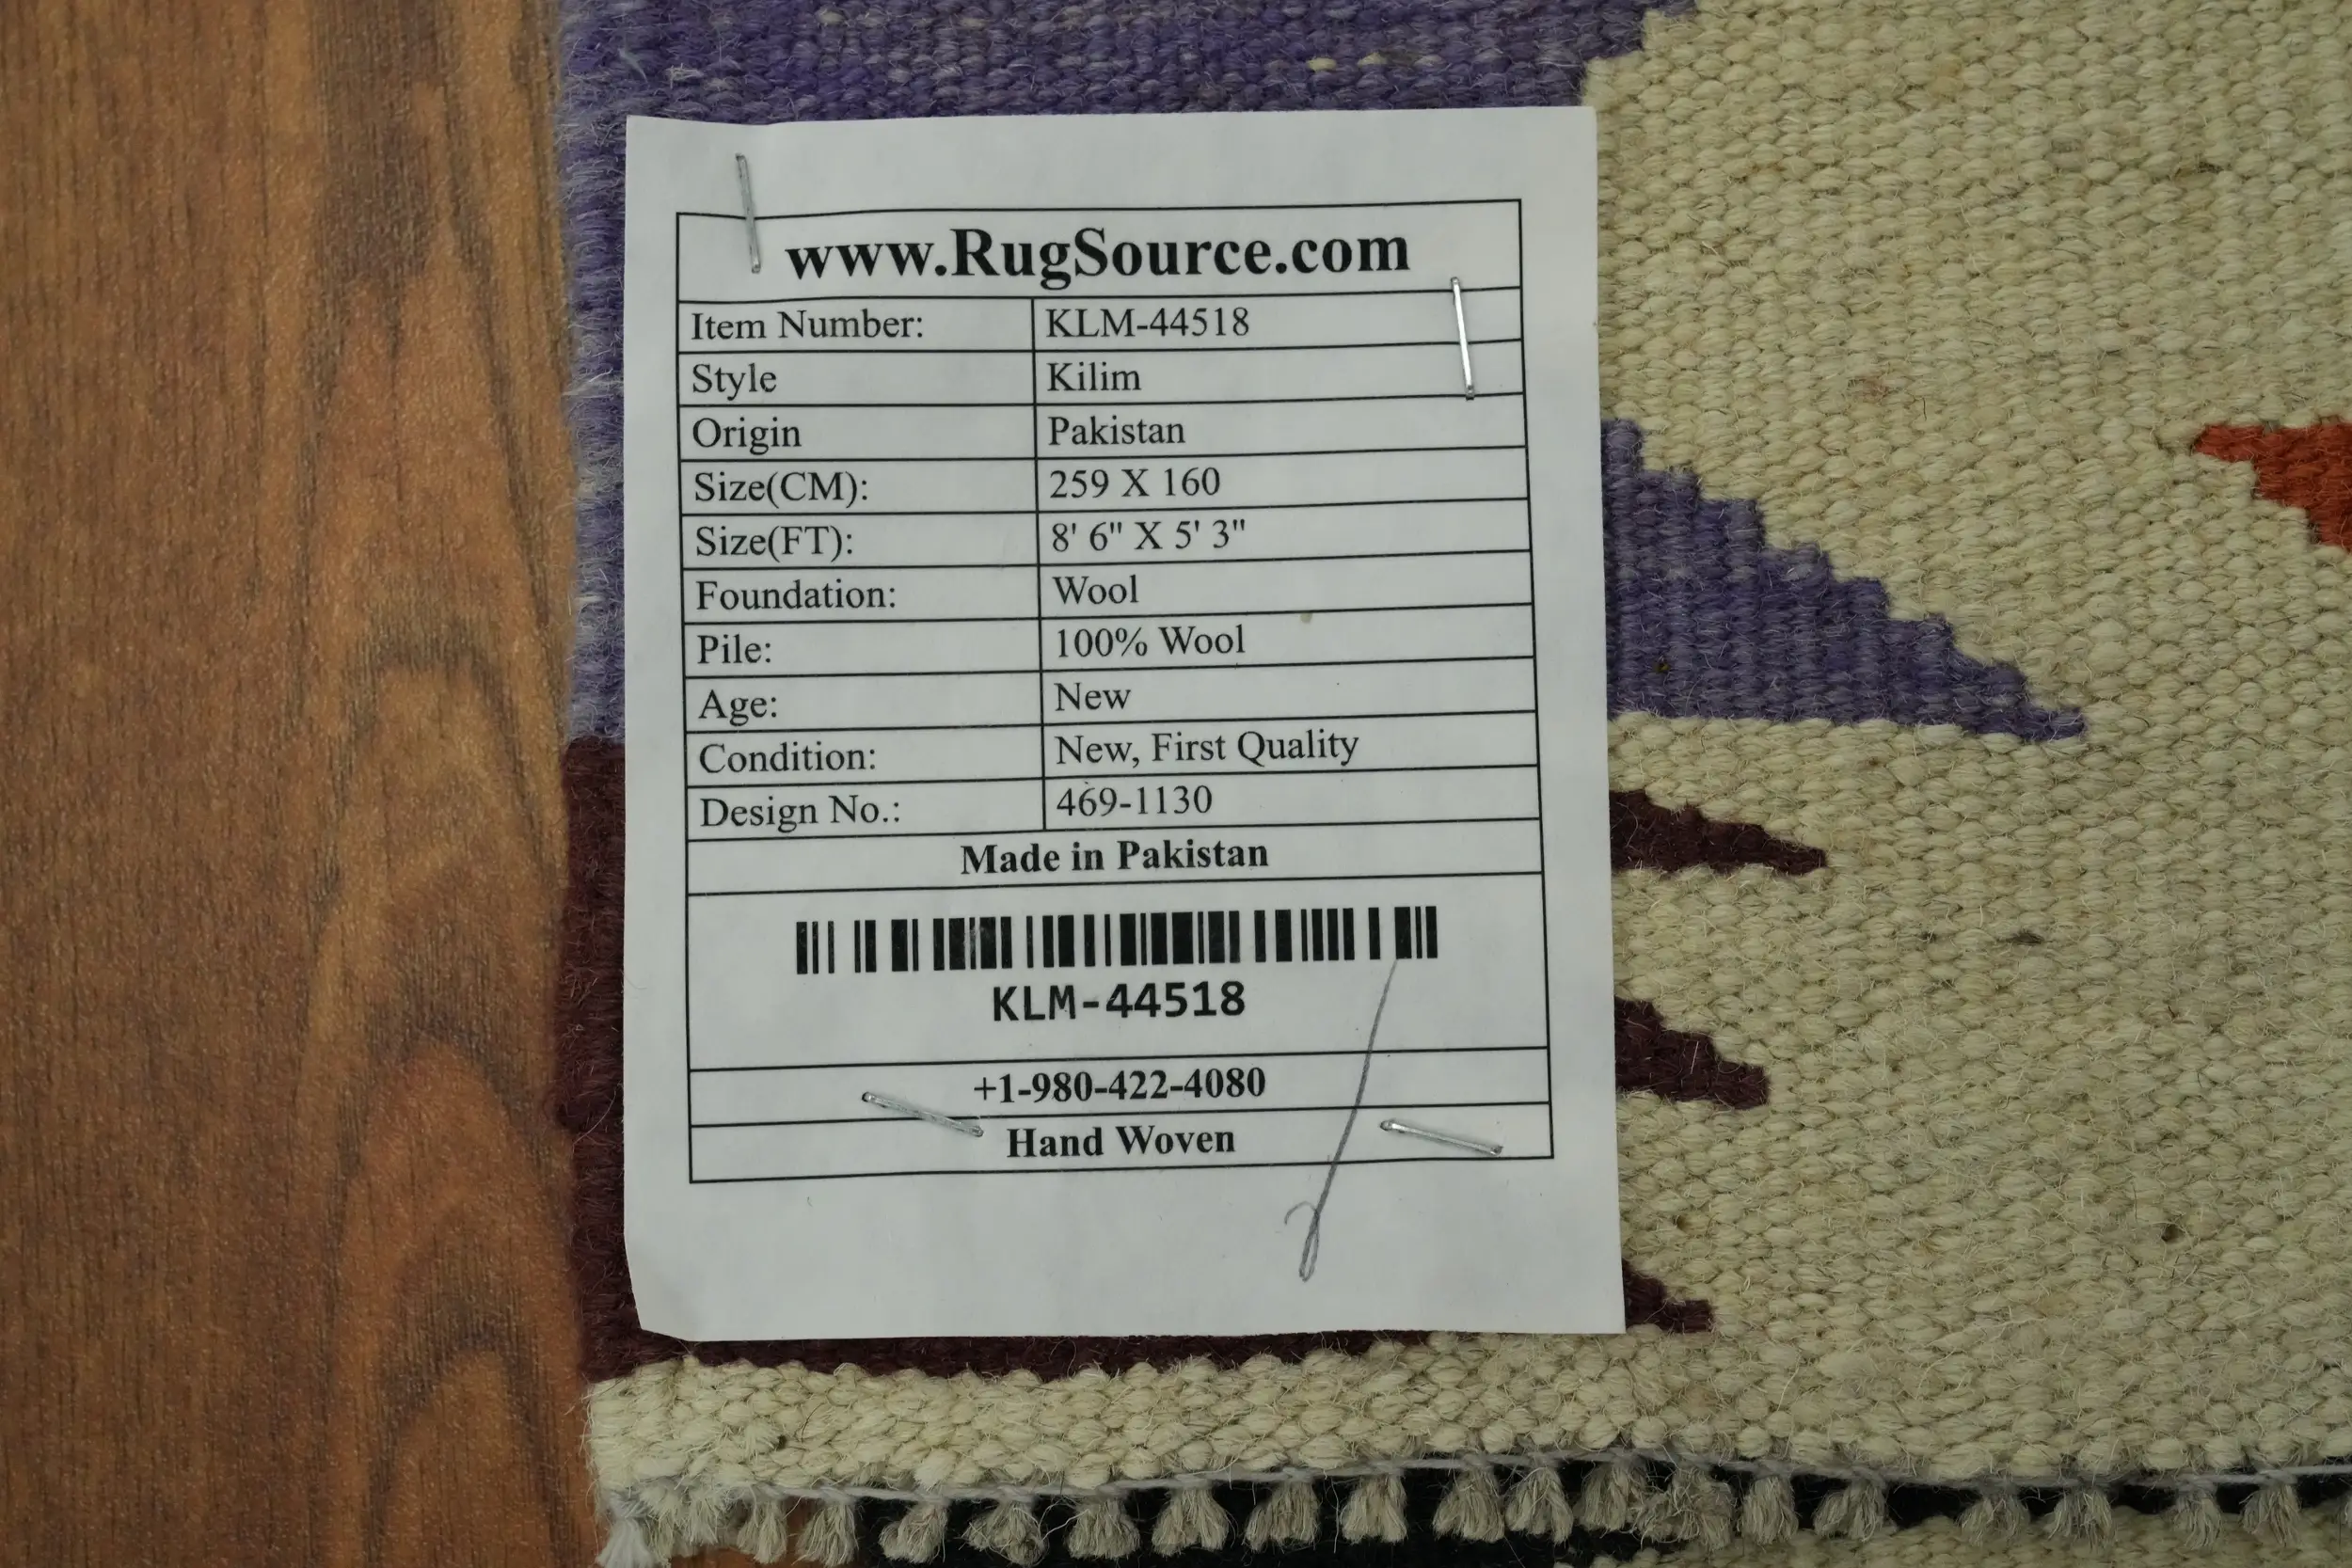 www.RugSource.com
Item Number: KLM-44518
Style Kilim
Origin Pakistan
Size(CM): 259 X 160
Size(FT): 8' 6" X 5' 3"
Foundation: Wool
Pile: 100% Wool
Age: New
Condition: New, First Quality
Design No.: 469-1130
Made in Pakistan
KLM-44518
+1-980-422-4080
Hand Woven